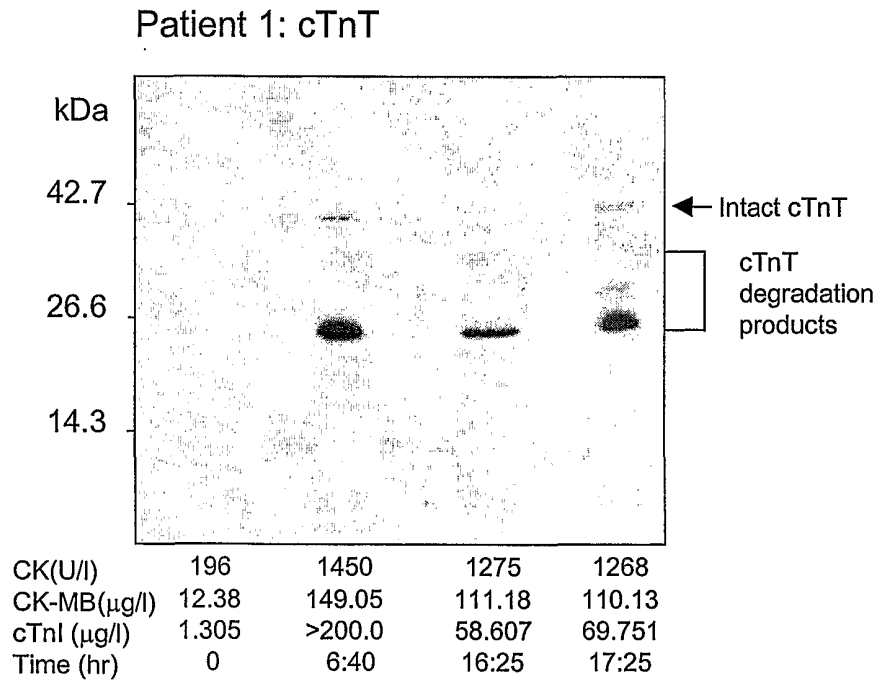 Patient 1: cTnT
kDa
42.7
26.6
14.3
Intact cTnT
cTnT
degradation
products
CK(U/l) 196 1450 1275 1268
CK-MB(μg/l) 12.38 149.05 111.18 110.13
cTnI (μg/l) 1.305 >200.0 58.607 69.751
Time (hr) 0 6:40 16:25 17:25